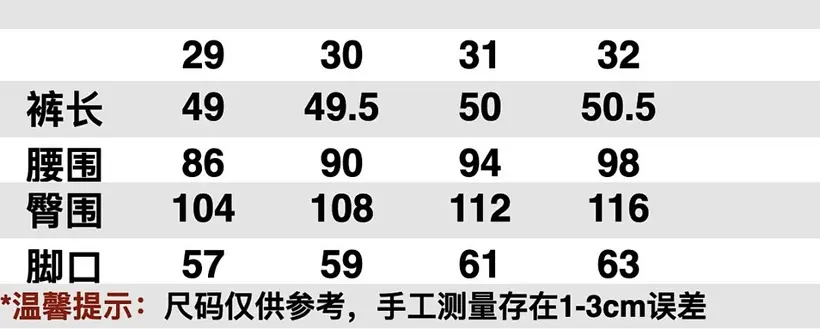 29 30 31 32
裤长 49 49.5 50 50.5
腰围 86 90 94 98
臀围 104 108 112 116
脚口 57 59 61 63
*温馨提示：尺码仅供参考，手工测量存在1-3cm误差